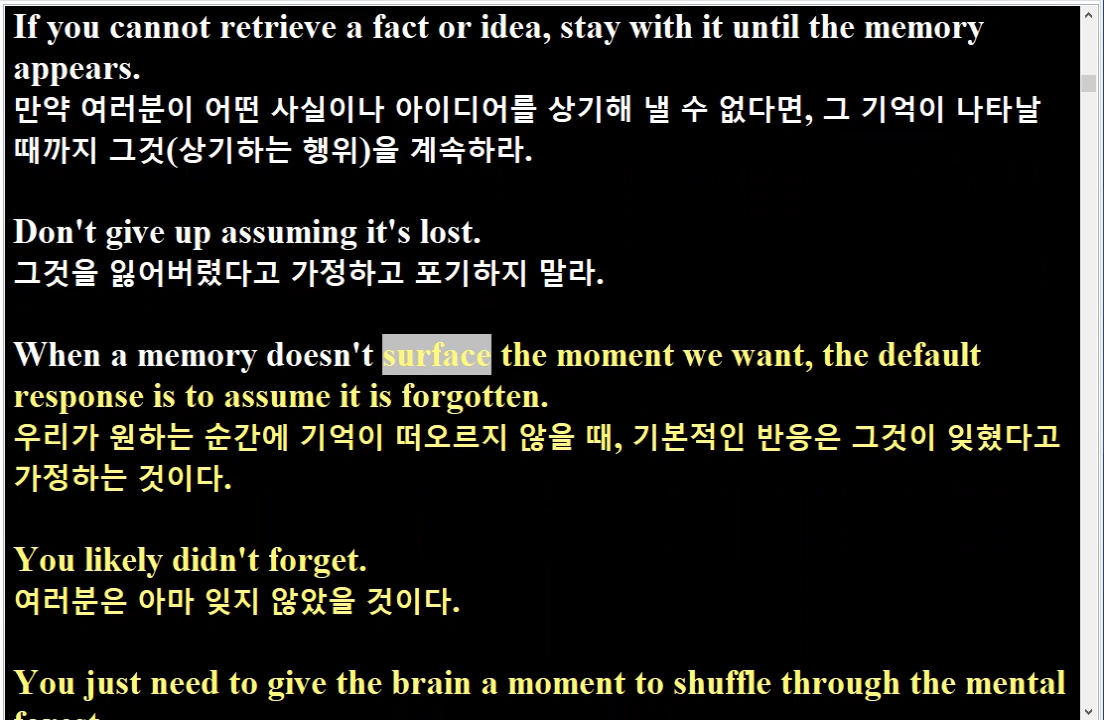 If you cannot retrieve a fact or idea, stay with it until the memory
appears.
만약 여러분이 어떤 사실이나 아이디어를 상기해 낼 수 없다면, 그 기억이 나타날
때까지 그것(상기하는 행위)을 계속하라.
Don't give up assuming it's lost.
그것을 잃어버렸다고 가정하고 포기하지 말라.
When a memory doesn't surface the moment we want, the default
response is to assume it is forgotten.
우리가 원하는 순간에 기억이 떠오르지 않을 때, 기본적인 반응은 그것이 잊혔다고
가정하는 것이다.
You likely didn't forget.
여러분은 아마 잊지 않았을 것이다.
You just need to give the brain a moment to shuffle through the mental
forest.